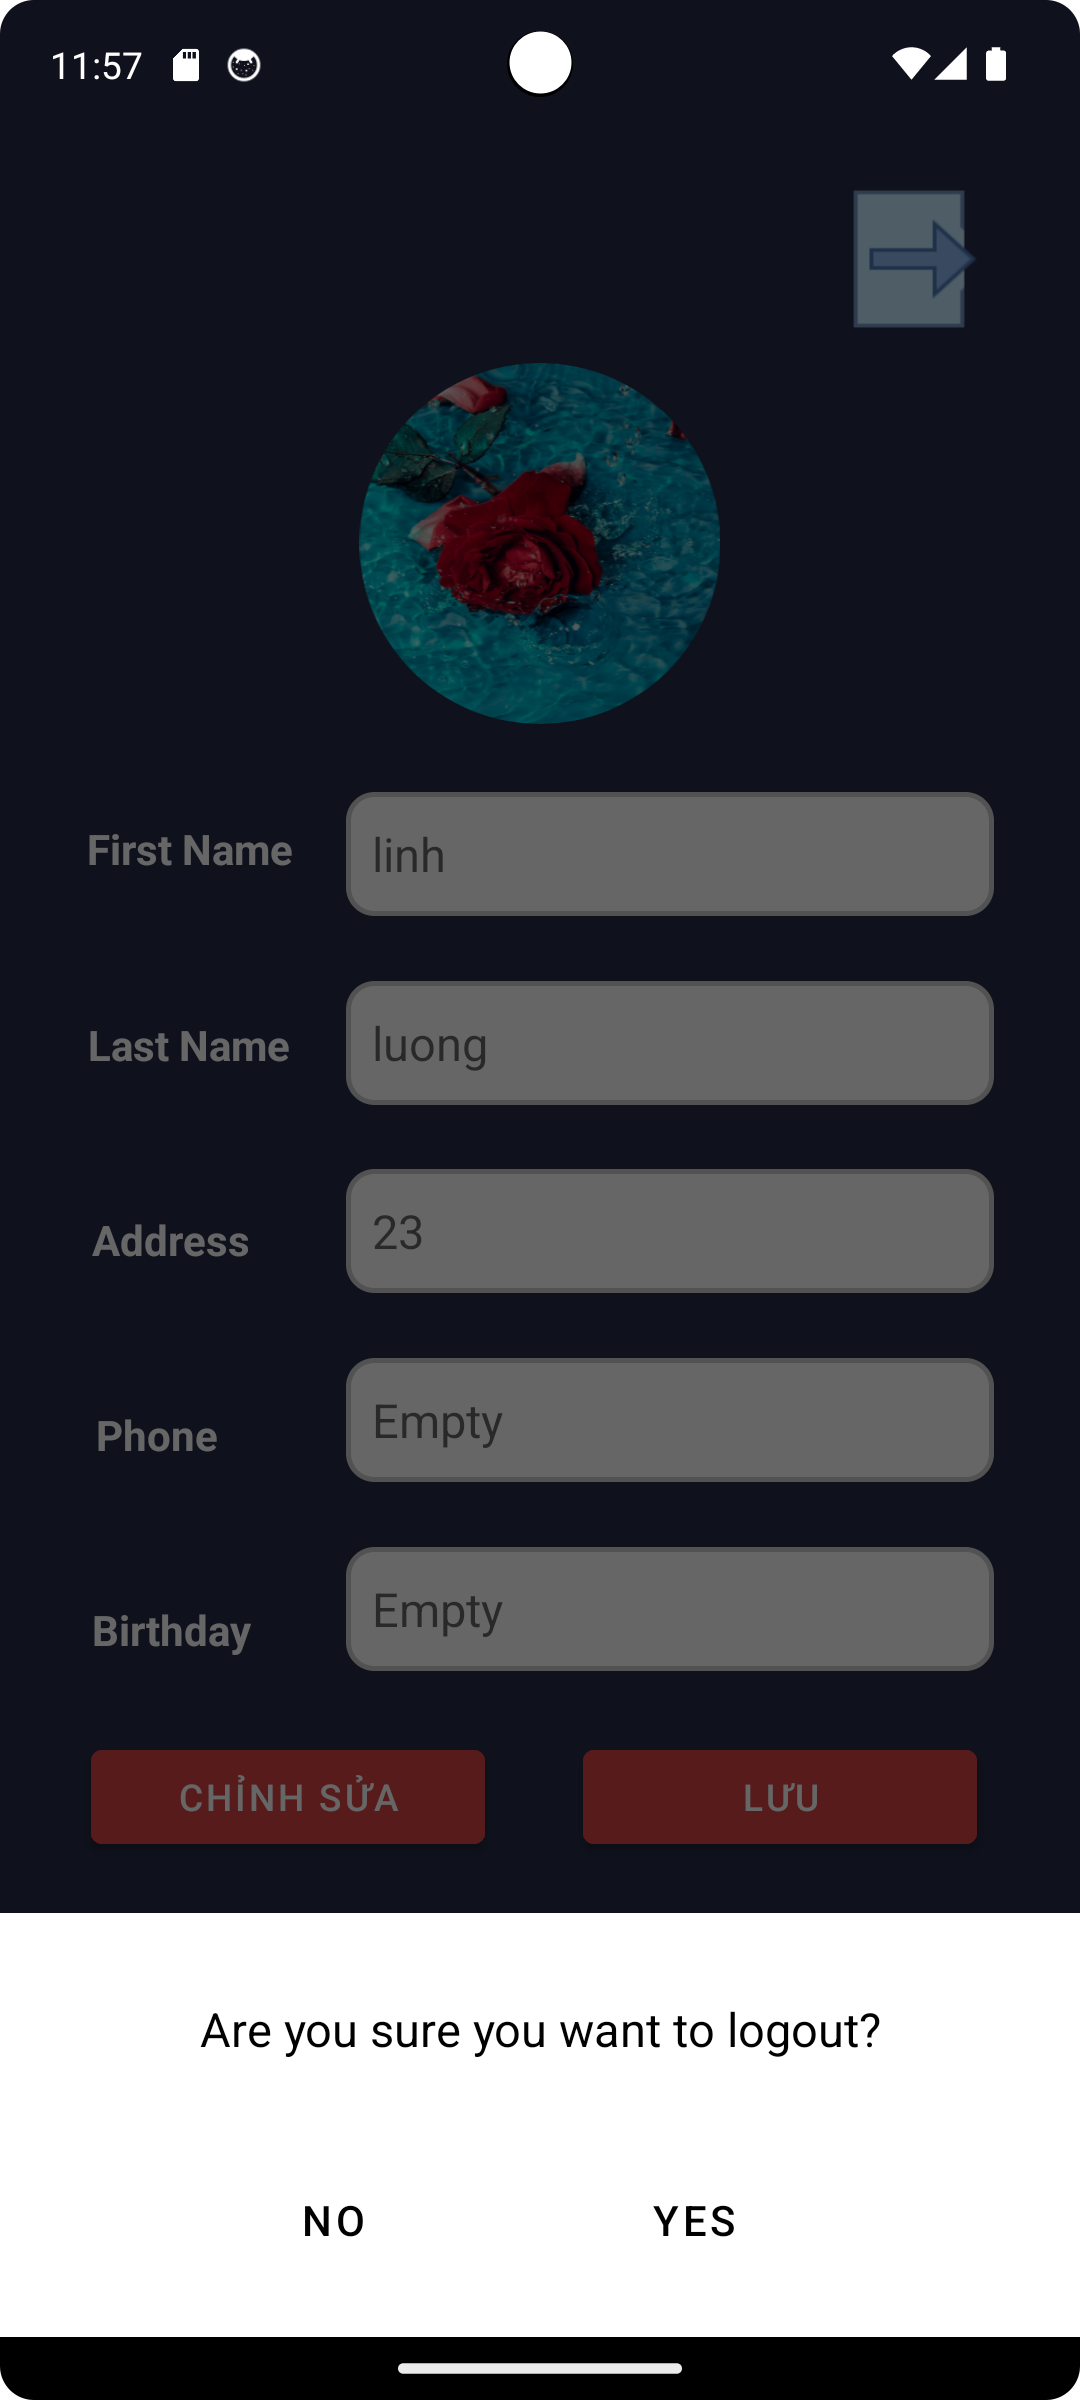 11:57
First Name
linh
Last Name
luong
Address
23
Phone
Empty
Birthday
Empty
CHỈNH SỬA
LƯU
Are you sure you want to logout?
NO
YES